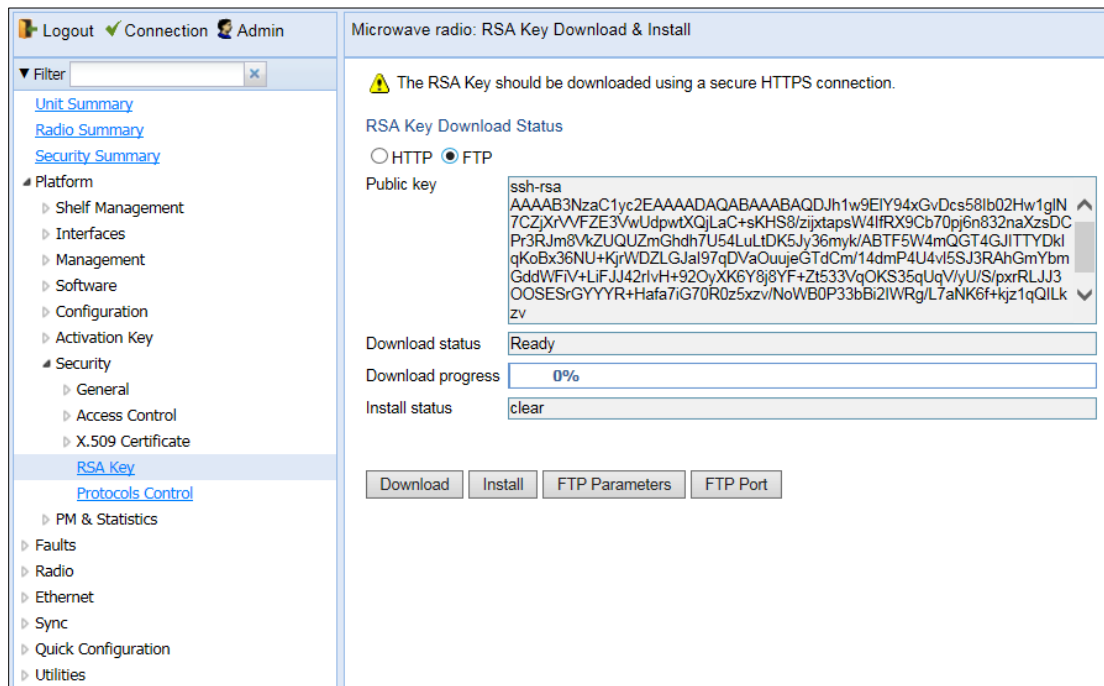 Logout Connection Admin
Filter
Unit Summary
Radio Summary
Security Summary
Platform
Shelf Management
Interfaces
Management
Software
Configuration
Activation Key
Security
General
Access Control
X.509 Certificate
RSA Key
Protocols Control
PM & Statistics
Faults
Radio
Ethernet
Sync
Quick Configuration
Utilities
Microwave radio: RSA Key Download & Install
The RSA Key should be downloaded using a secure HTTPS connection.
RSA Key Download Status
HTTP FTP
Public key
ssh-rsa
AAAAB3NzaC1yc2EAAAADAQABAAABAQDJh1w9ElY94xGvDcs58Ib02Hw1glN
7CZjXrVVFZE3VwUdpwtXQjLaC+sKHS8/zijxtapsW4IfRX9Cb70pj6n832naXzsDC
Pr3RJm8VkZUQUZmGhdh7U54LuLtDK5Jy36myk/ABTF5W4mQGT4GJITTYDkl
qKoBx36NU+KjrWDZLGJaI97qDVaOuujeGTdCm/14dmP4U4vl5SJ3RAhGmYbm
GddWFiV+LiFJJ42rIvH+92OyXK6Y8j8YF+Zt533VqOKS35qUqV/yU/S/pxrRLJJ3
OOSESrGYYYR+Hafa7iG70R0z5xzv/NoWB0P33bBi2IWRg/L7aNK6f+kjz1qQILk
zv
Download status Ready
Download progress 0%
Install status clear
Download Install FTP Parameters FTP Port